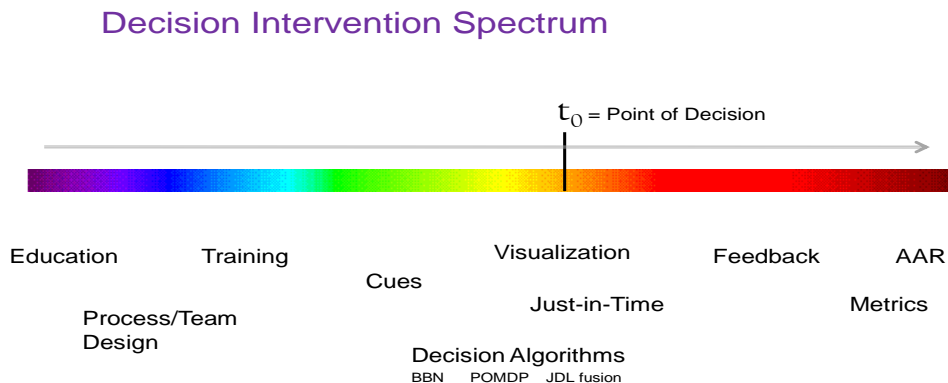 Decision Intervention Spectrum
t₀ = Point of Decision
Education
Training
Cues
Visualization
Feedback
AAR
Process/Team
Design
Just-in-Time
Metrics
Decision Algorithms
BBN POMDP JDL fusion